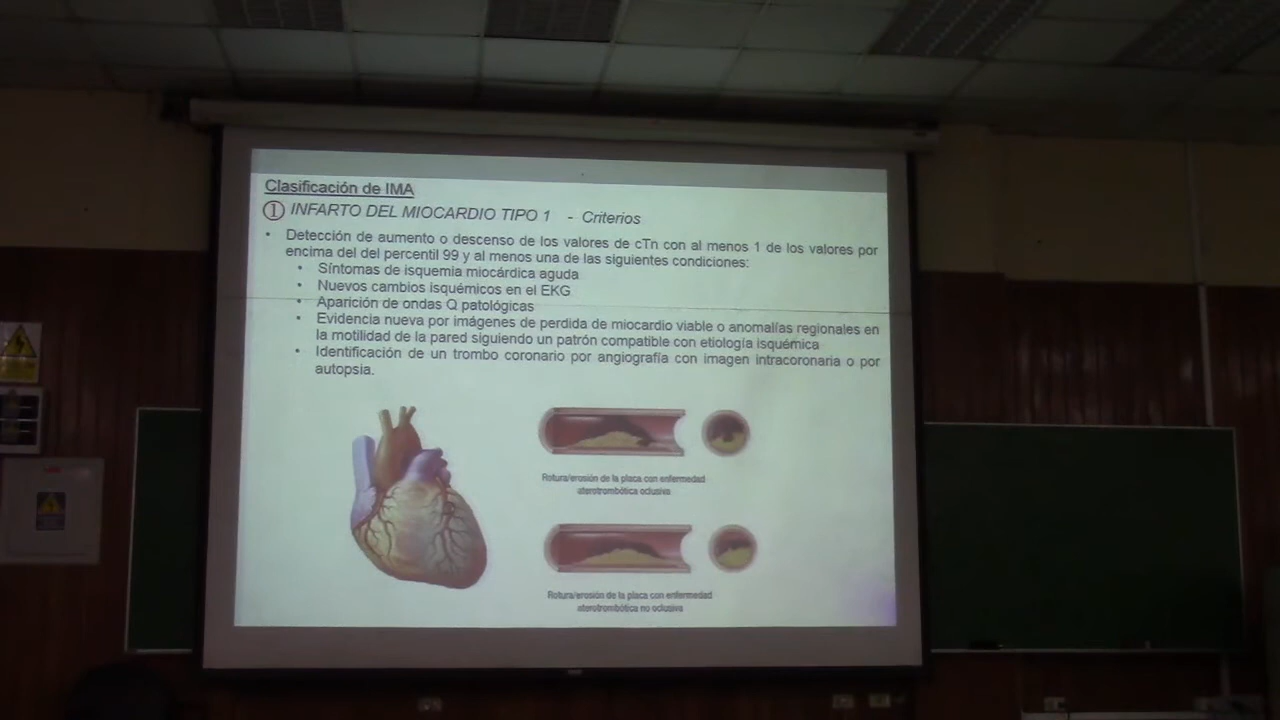 Clasificación de IMA
① INFARTO DEL MIOCARDIO TIPO 1 - Criterios
• Detección de aumento o descenso de los valores de cTn con al menos 1 de los valores por
encima del del percentil 99 y al menos una de las siguientes condiciones:
• Síntomas de isquemia miocárdica aguda
• Nuevos cambios isquémicos en el EKG
• Aparición de ondas Q patológicas
• Evidencia nueva por imágenes de perdida de miocardio viable o anomalías regionales en
la motilidad de la pared siguiendo un patrón compatible con etiología isquémica
• Identificación de un trombo coronario por angiografía con imagen intracoronaria o por
autopsia.
Rotura/erosión de la placa con enfermedad
aterotrombótica oclusiva
Rotura/erosión de la placa con enfermedad
aterotrombótica no oclusiva